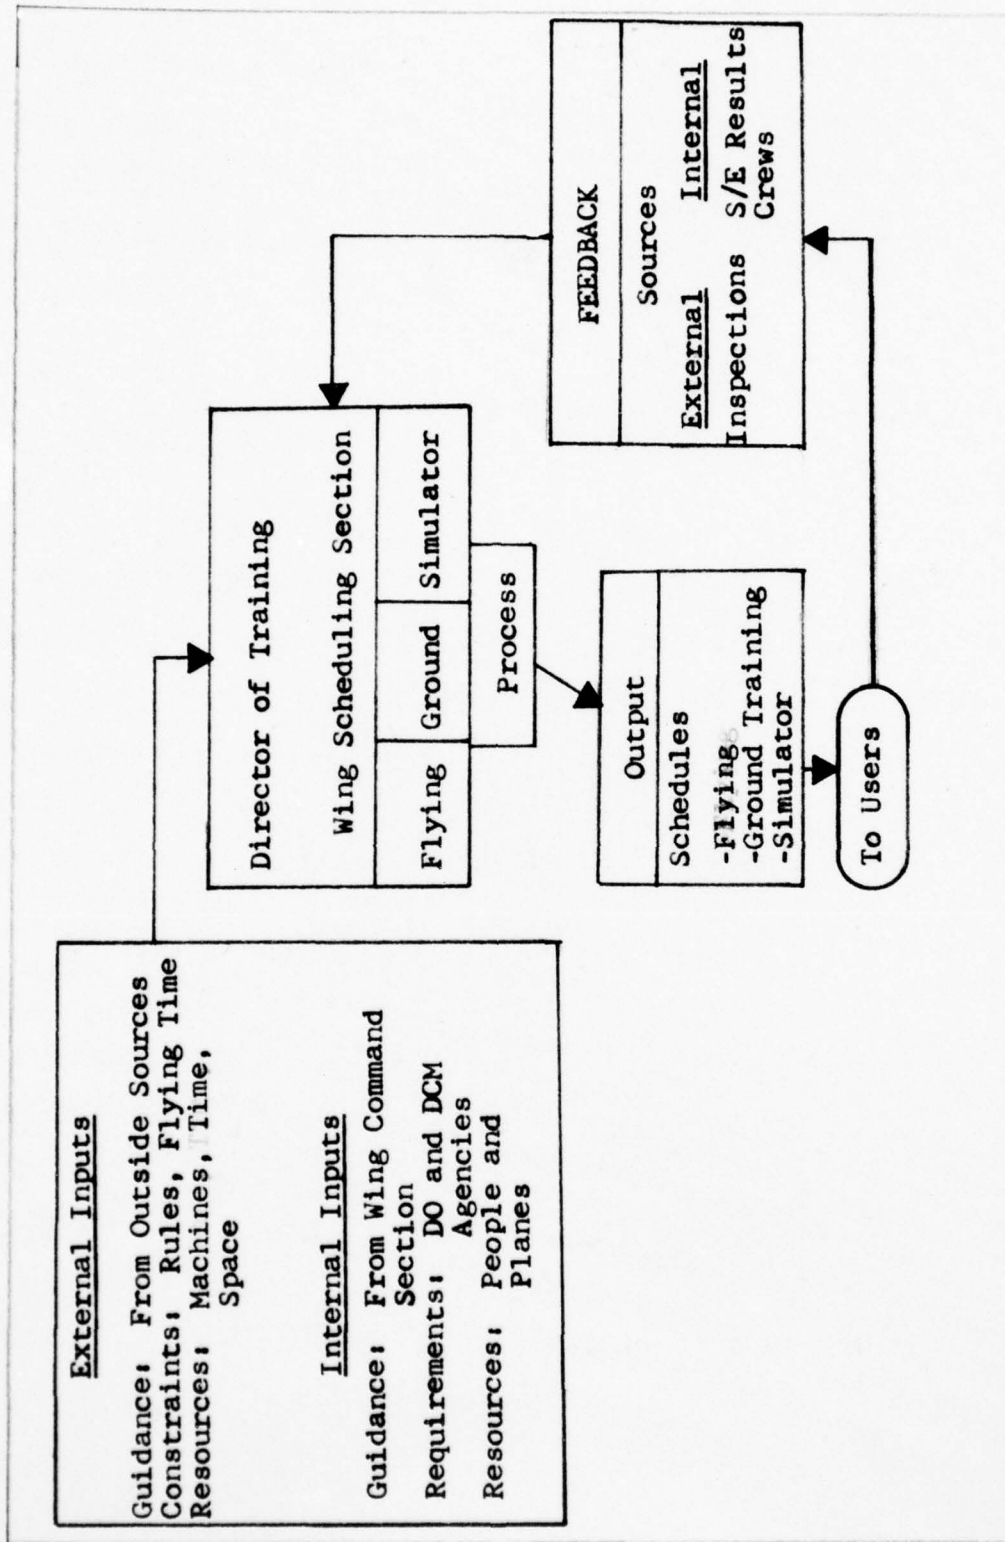 External Inputs
Guidance: From Outside Sources
Constraints: Rules, Flying Time
Resources: Machines, Time,
Space
Internal Inputs
Guidance: From Wing Command
Section
Requirements: DO and DCM
Agencies
Resources: People and
Planes
Director of Training
Wing Scheduling Section
Flying Ground Simulator
Process
Output
Schedules
-Flying
-Ground Training
-Simulator
To Users
FEEDBACK
Sources
External Internal
Inspections S/E Results
Crews